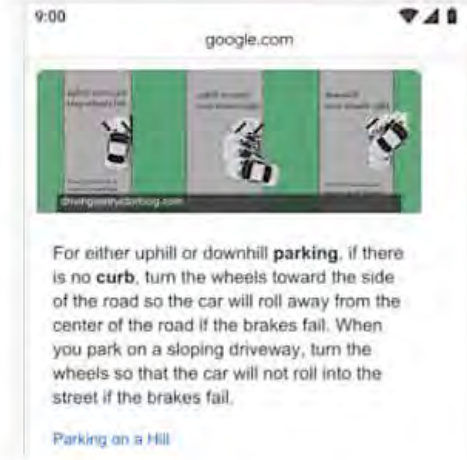 9:00
google.com
drivinginstructorblog.com
For either uphill or downhill parking, if there
is no curb, turn the wheels toward the side
of the road so the car will roll away from the
center of the road if the brakes fail. When
you park on a sloping driveway, turn the
wheels so that the car will not roll into the
street if the brakes fail.
Parking on a Hill